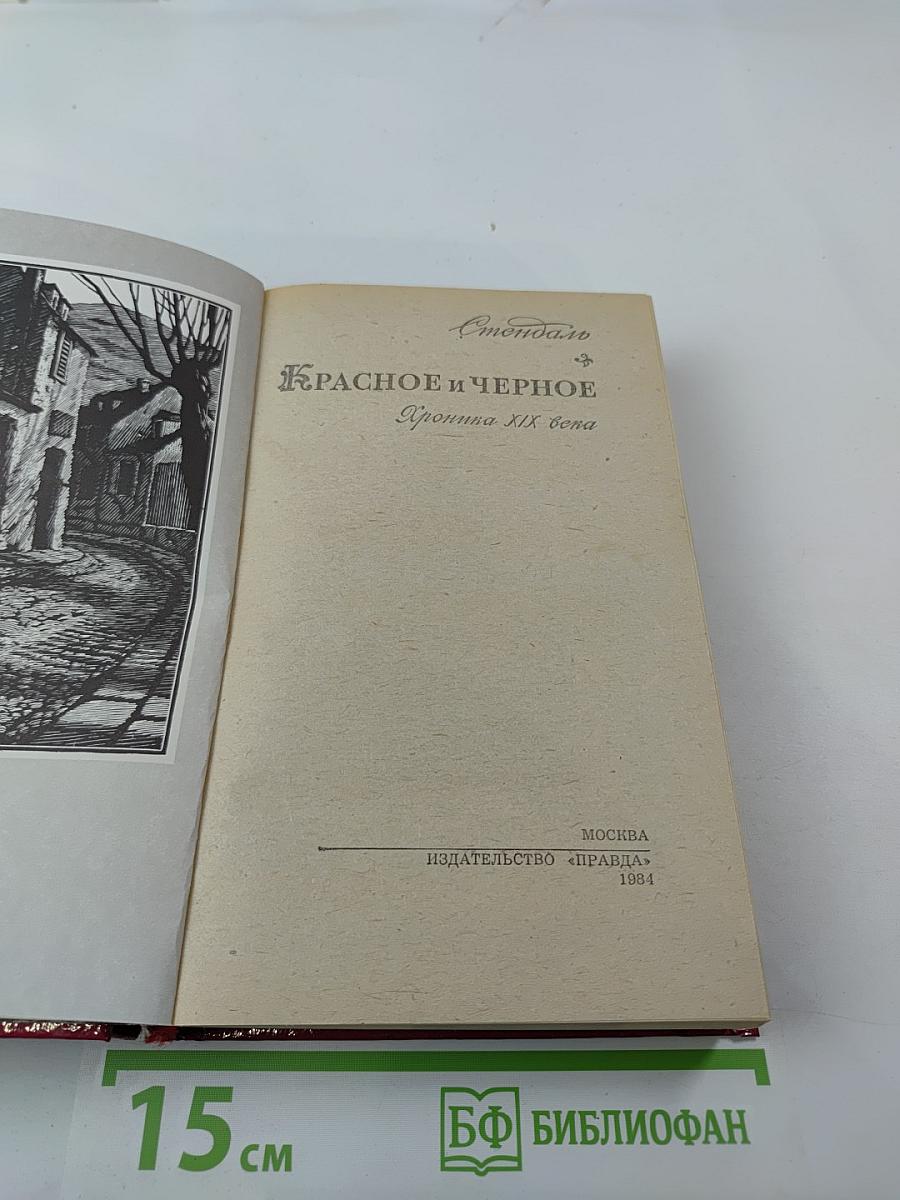 Стендаль
КРАСНОЕ и ЧЕРНОЕ
Хроника XIX века
МОСКВА
ИЗДАТЕЛЬСТВО «ПРАВДА»
1984
15 см
БФ БИБЛИОФАН